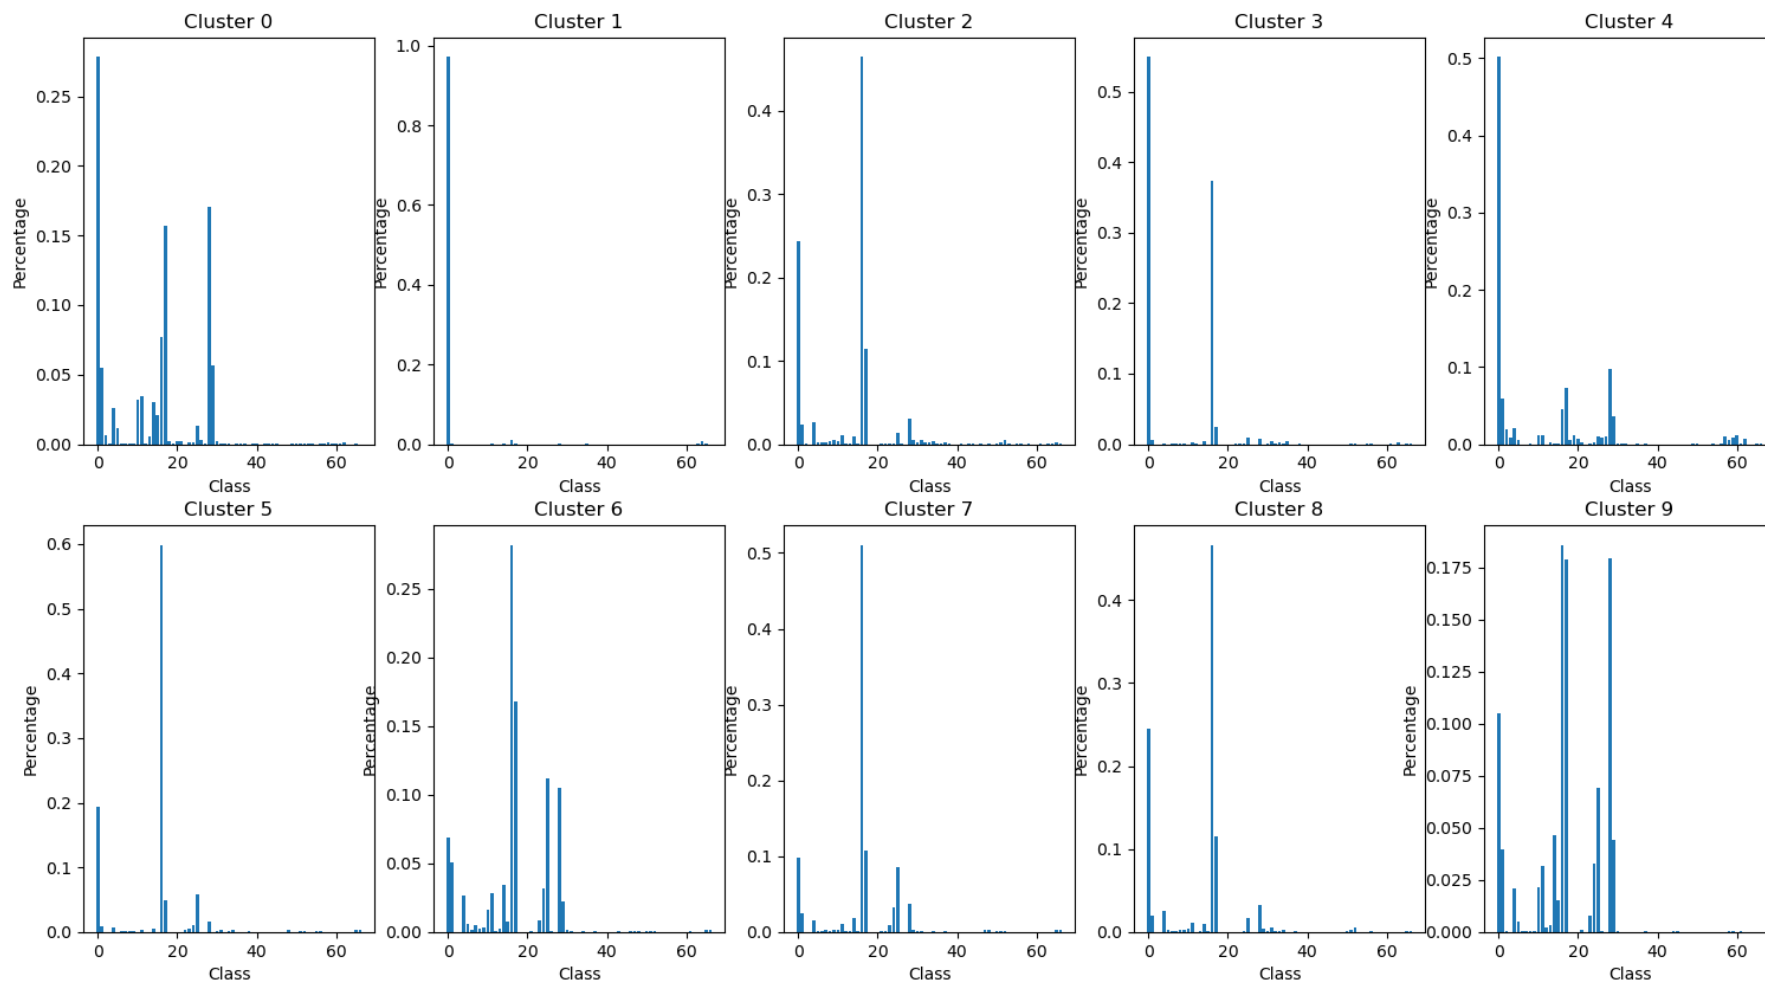 Cluster 0
Percentage
0.25
0.20
0.15
0.10
0.05
0.00
0 20 40 60
Class
Cluster 1
Percentage
1.0
0.8
0.6
0.4
0.2
0.0
0 20 40 60
Class
Cluster 2
Percentage
0.4
0.3
0.2
0.1
0.0
0 20 40 60
Class
Cluster 3
Percentage
0.5
0.4
0.3
0.2
0.1
0.0
0 20 40 60
Class
Cluster 4
Percentage
0.5
0.4
0.3
0.2
0.1
0.0
0 20 40 60
Class
Cluster 5
Percentage
0.6
0.5
0.4
0.3
0.2
0.1
0.0
0 20 40 60
Class
Cluster 6
Percentage
0.25
0.20
0.15
0.10
0.05
0.00
0 20 40 60
Class
Cluster 7
Percentage
0.5
0.4
0.3
0.2
0.1
0.0
0 20 40 60
Class
Cluster 8
Percentage
0.4
0.3
0.2
0.1
0.0
0 20 40 60
Class
Cluster 9
Percentage
0.175
0.150
0.125
0.100
0.075
0.050
0.025
0.000
0 20 40 60
Class